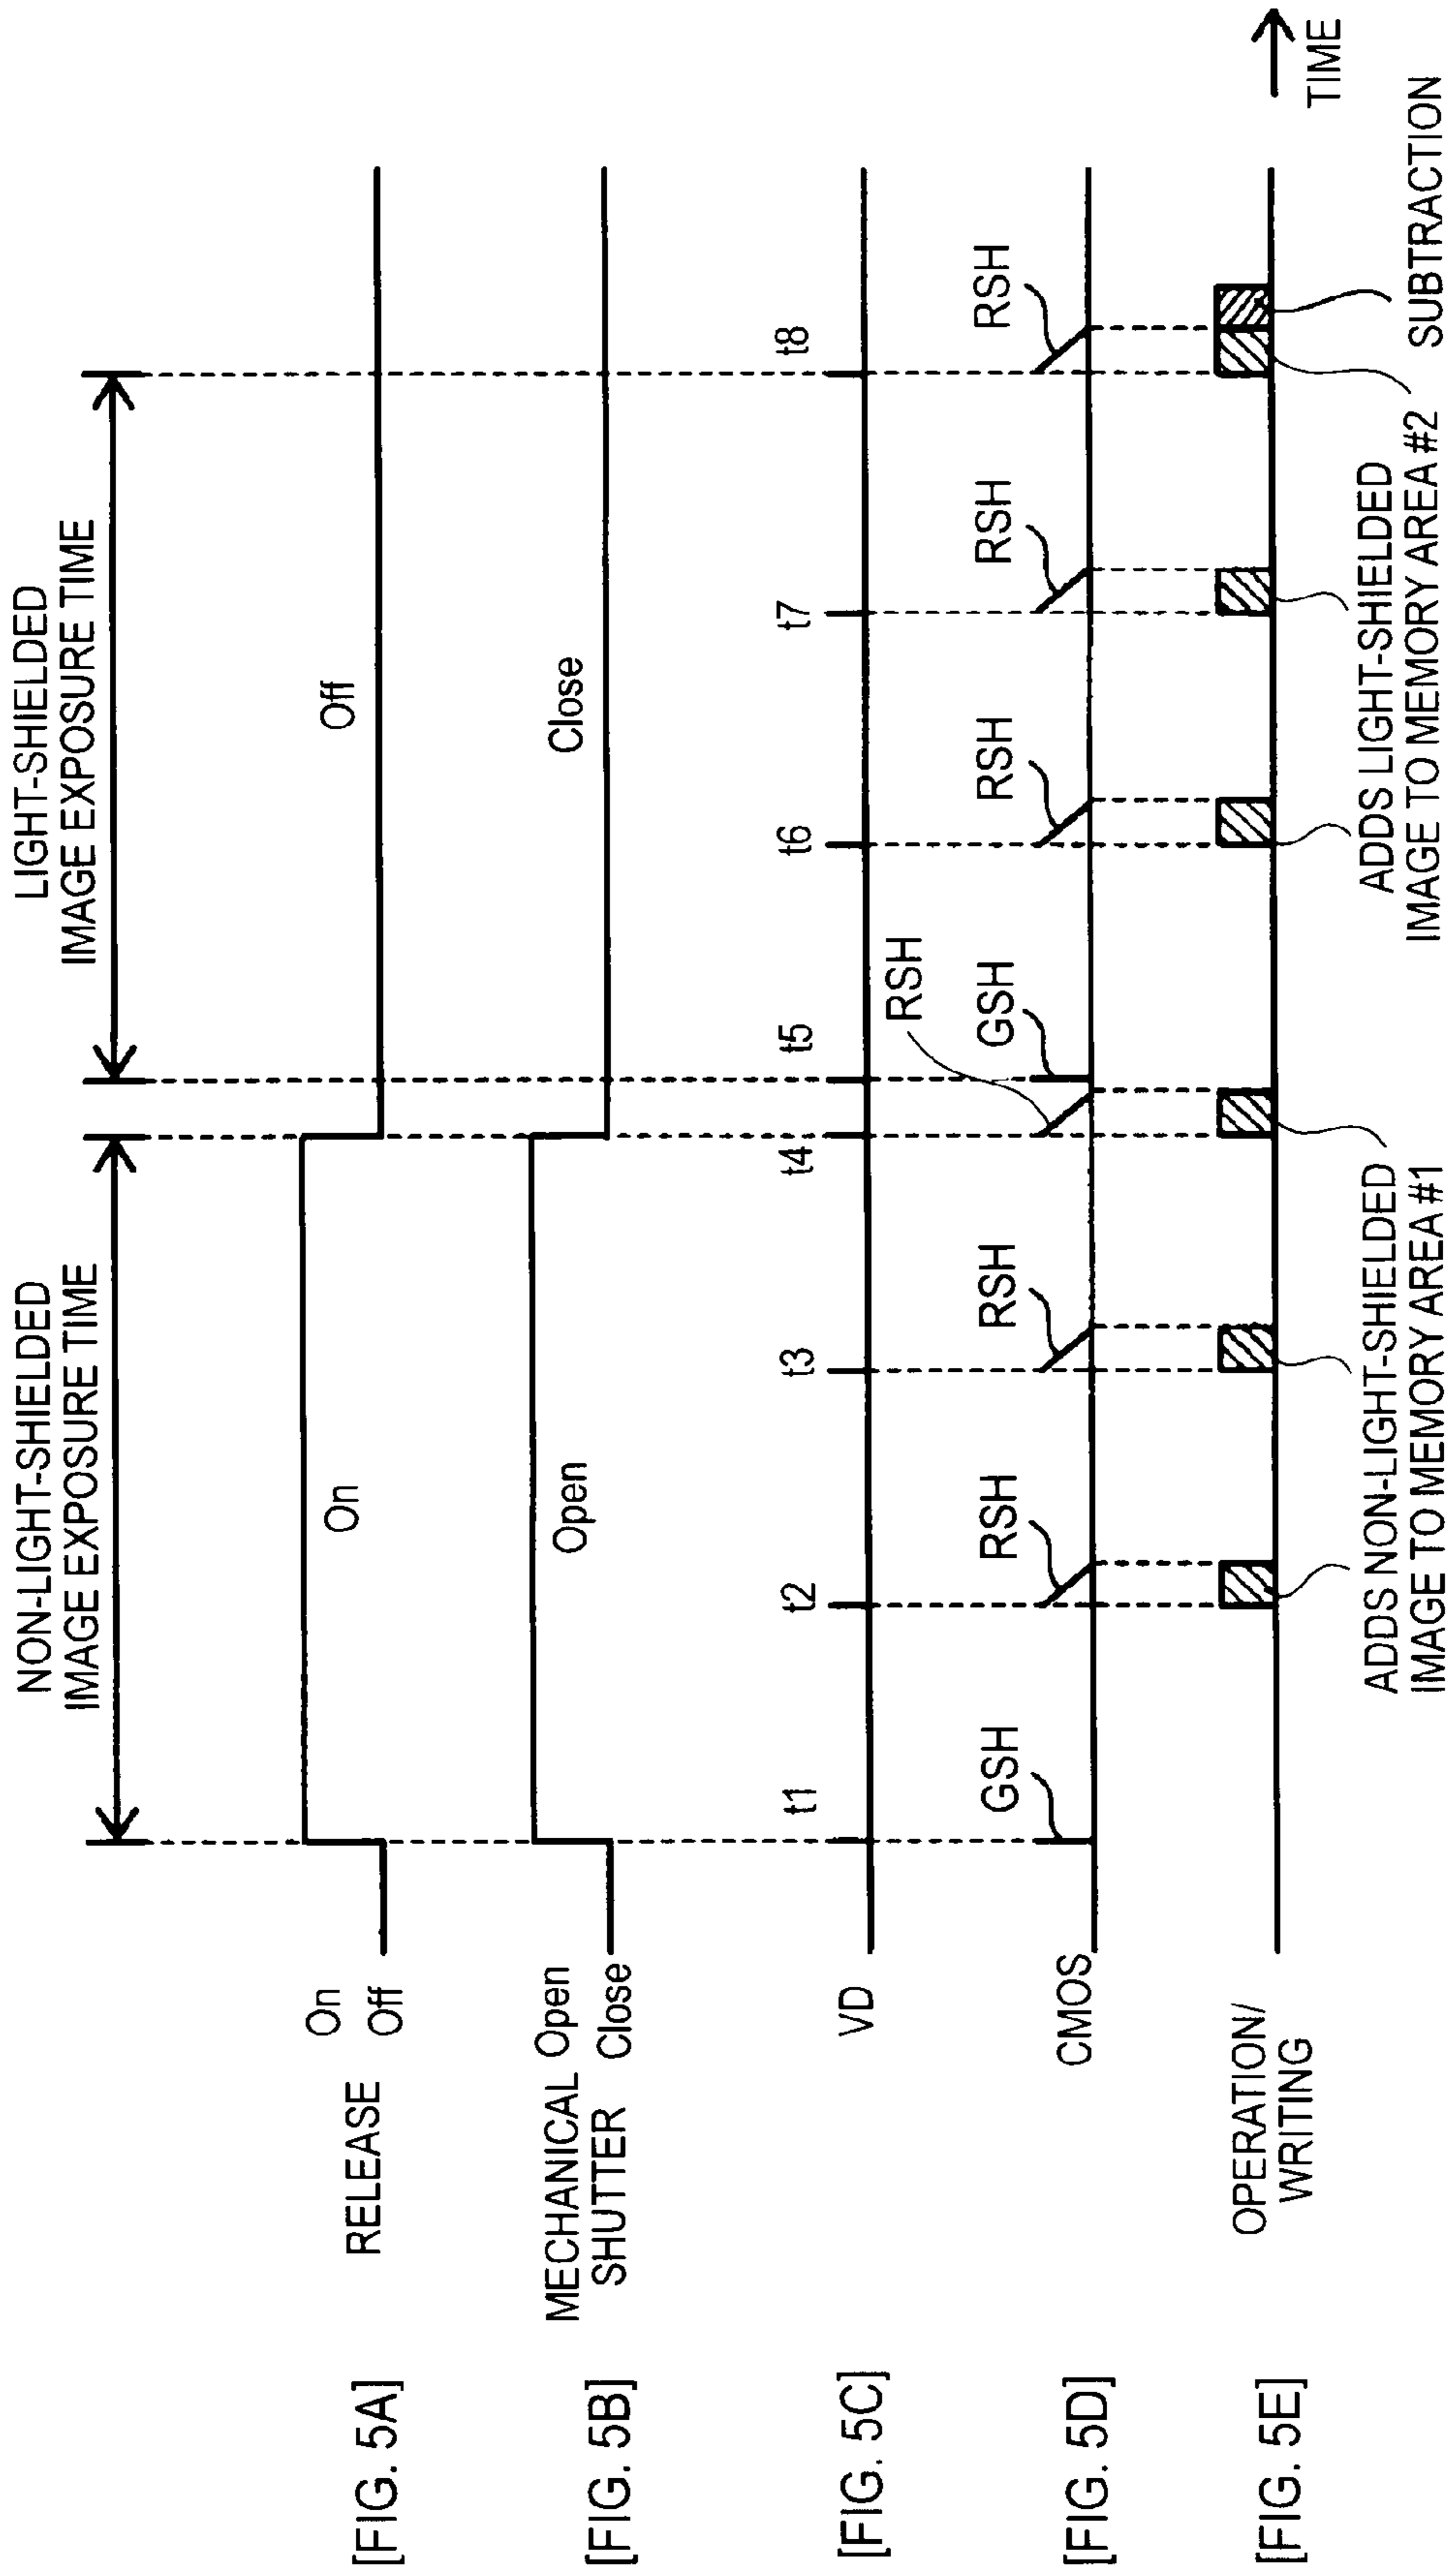 NON-LIGHT-SHIELDED
IMAGE EXPOSURE TIME
LIGHT-SHIELDED
IMAGE EXPOSURE TIME
[FIG. 5A]
RELEASE
On
Off
On
Off
[FIG. 5B]
MECHANICAL
SHUTTER
Open
Close
Open
Close
[FIG. 5C]
VD
t1
t2
t3
t4
t5
t6
t7
t8
[FIG. 5D]
CMOS
GSH
RSH
RSH
RSH
GSH
RSH
RSH
RSH
[FIG. 5E]
OPERATION/
WRITING
ADDS NON-LIGHT-SHIELDED
IMAGE TO MEMORY AREA #1
ADDS LIGHT-SHIELDED
IMAGE TO MEMORY AREA #2
SUBTRACTION
TIME